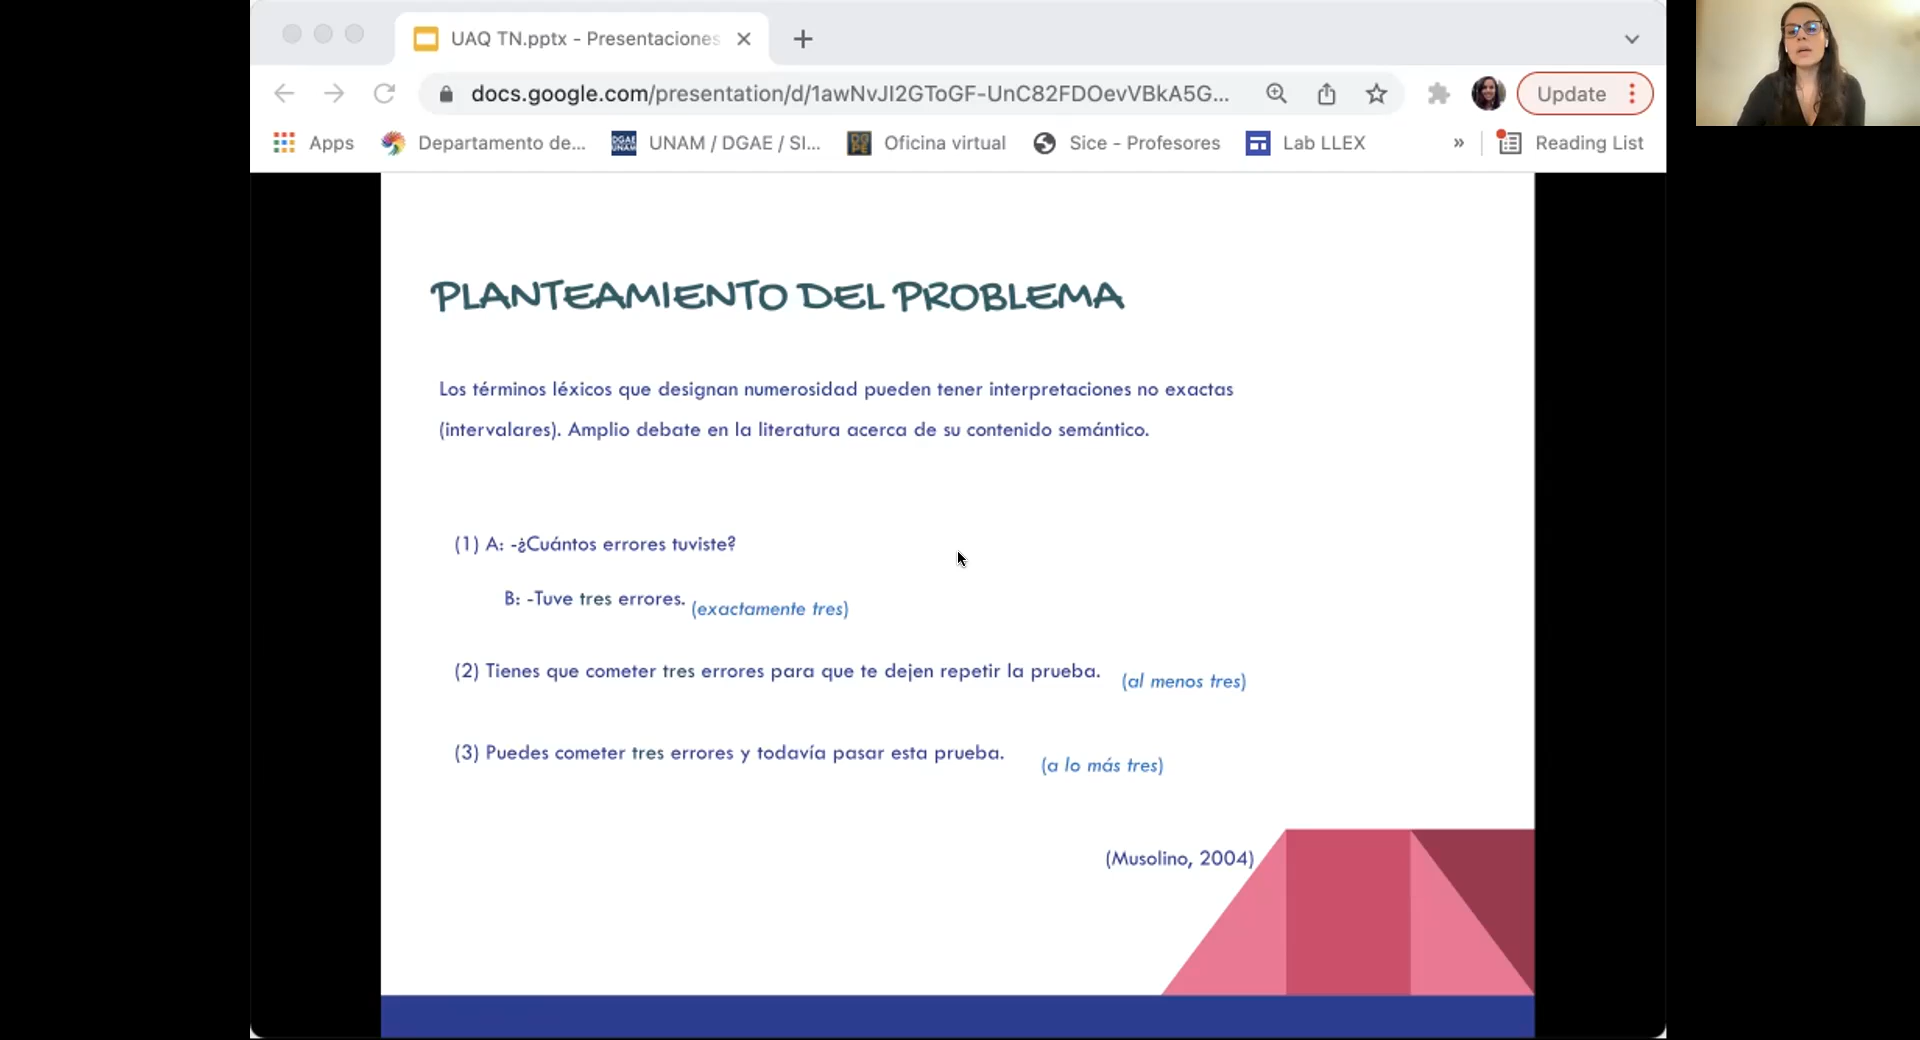 UAQ TN.pptx - Presentaciones
docs.google.com/presentation/d/1awNvJI2GToGF-UnC82FDOevVBkA5G...
Update
Apps
Departamento de...
DGAE UNAM
UNAM / DGAE / SI...
DGPE
Oficina virtual
Sice - Profesores
Lab LLEX
»
Reading List
PLANTEAMIENTO DEL PROBLEMA
Los términos léxicos que designan numerosidad pueden tener interpretaciones no exactas
(intervalares). Amplio debate en la literatura acerca de su contenido semántico.
(1) A: -¿Cuántos errores tuviste?
B: -Tuve tres errores. (exactamente tres)
(2) Tienes que cometer tres errores para que te dejen repetir la prueba. (al menos tres)
(3) Puedes cometer tres errores y todavía pasar esta prueba. (a lo más tres)
(Musolino, 2004)